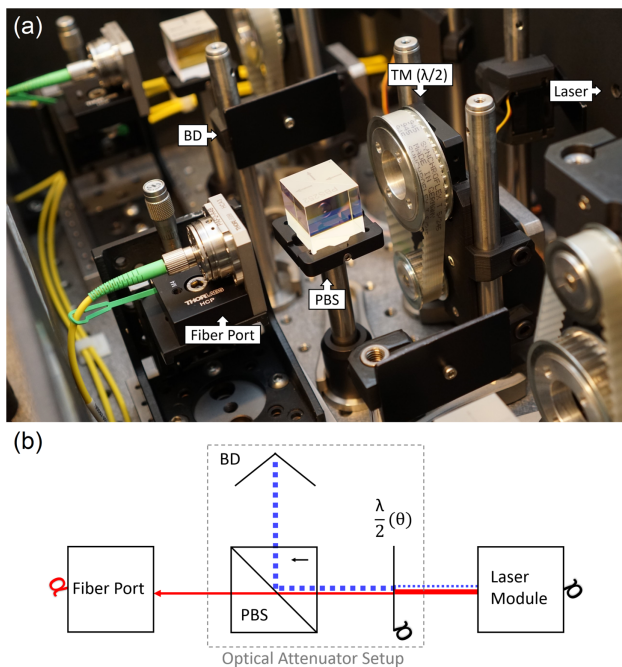 (a)
TM (λ/2)
Laser
BD
PBS
THORLABS
HCP
Fiber Port
(b)
BD
λ/2 (θ)
Fiber Port
PBS
Laser
Module
Optical Attenuator Setup